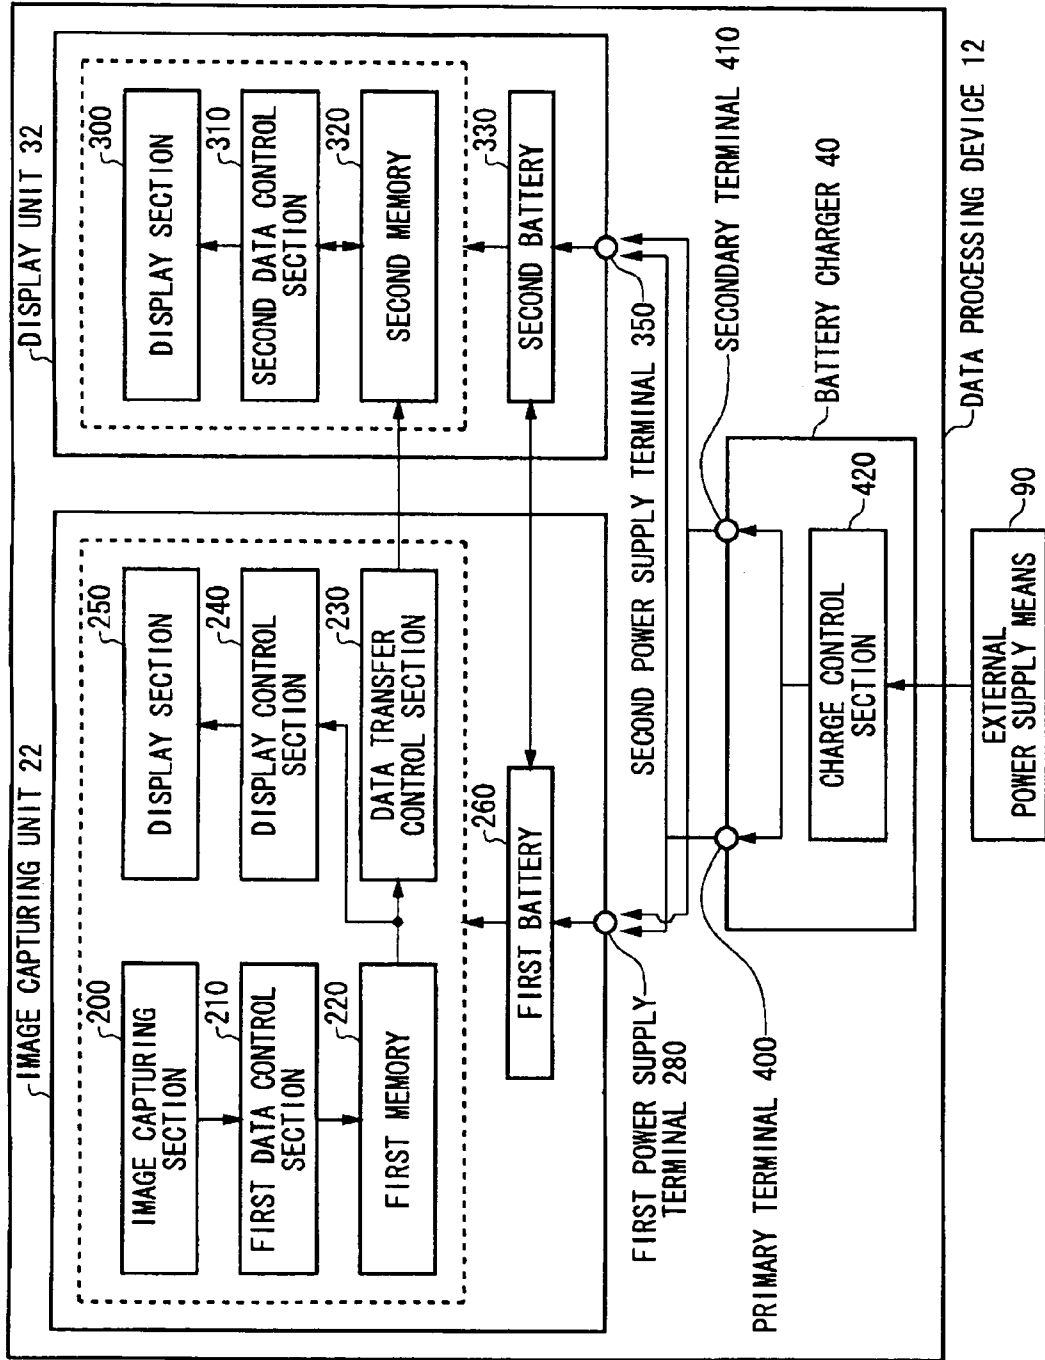 IMAGE CAPTURING UNIT 22
200
IMAGE CAPTURING
SECTION
210
FIRST DATA CONTROL
SECTION
220
FIRST MEMORY
250
DISPLAY SECTION
240
DISPLAY CONTROL
SECTION
230
DATA TRANSFER
CONTROL SECTION
260
FIRST BATTERY
FIRST POWER SUPPLY
TERMINAL 280
DISPLAY UNIT 32
300
DISPLAY SECTION
310
SECOND DATA CONTROL
SECTION
320
SECOND MEMORY
330
SECOND BATTERY
SECOND POWER SUPPLY TERMINAL 350
PRIMARY TERMINAL 400
SECONDARY TERMINAL 410
BATTERY CHARGER 40
420
CHARGE CONTROL
SECTION
DATA PROCESSING DEVICE 12
90
EXTERNAL
POWER SUPPLY MEANS